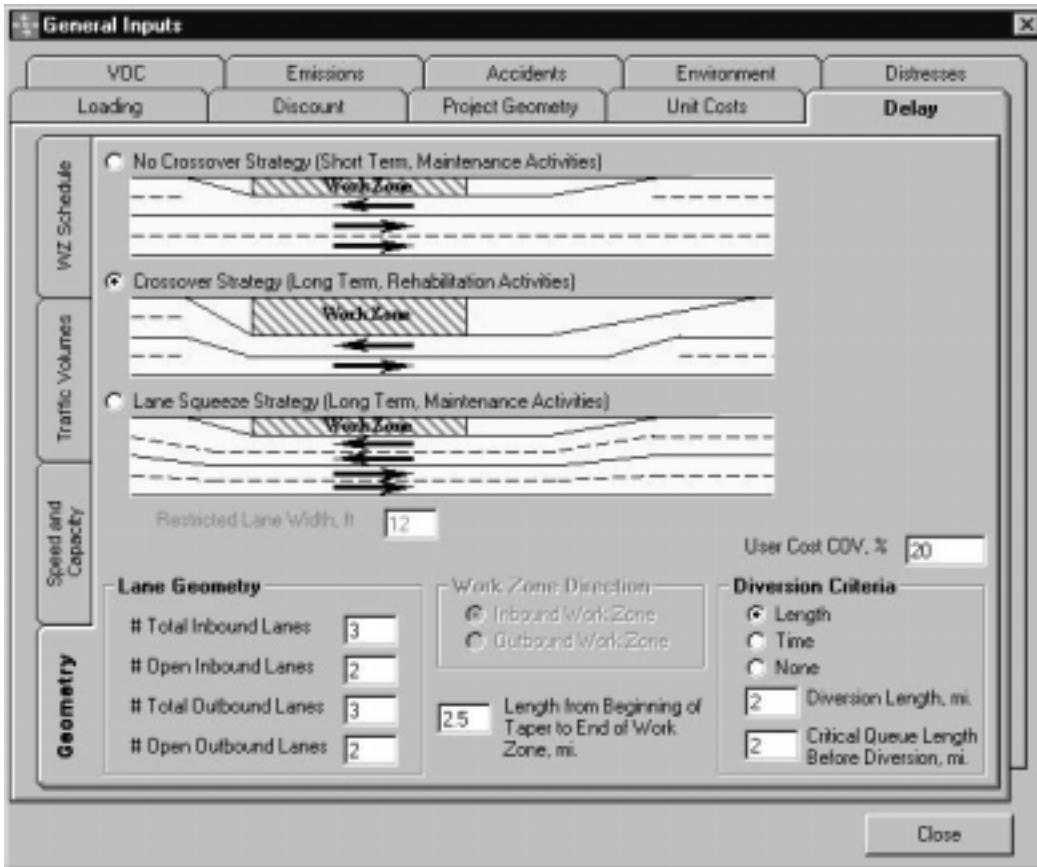 General Inputs
VOC
Emissions
Accidents
Environment
Distresses
Loading
Discount
Project Geometry
Unit Costs
Delay
WZ Schedule
Traffic Volumes
Speed and
Capacity
Geometry
No Crossover Strategy (Short Term, Maintenance Activities)
Work Zone
Crossover Strategy (Long Term, Rehabilitation Activities)
Work Zone
Lane Squeeze Strategy (Long Term, Maintenance Activities)
Work Zone
Restricted Lane Width, ft 12
User Cost COV, % 20
Lane Geometry
# Total Inbound Lanes 3
# Open Inbound Lanes 2
# Total Outbound Lanes 3
# Open Outbound Lanes 2
Work Zone Direction
Inbound Work Zone
Outbound Work Zone
2.5 Length from Beginning of
Taper to End of Work
Zone, mi.
Diversion Criteria
Length
Time
None
2 Diversion Length, mi.
2 Critical Queue Length
Before Diversion, mi.
Close